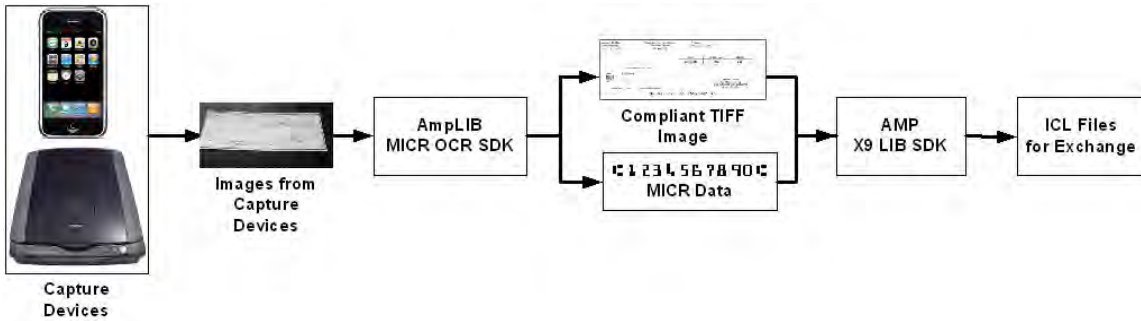 Capture
Devices
Images from
Capture
Devices
AmpLIB
MICR OCR SDK
Compliant TIFF
Image
⑆1234567890⑆
MICR Data
AMP
X9 LIB SDK
ICL Files
for Exchange